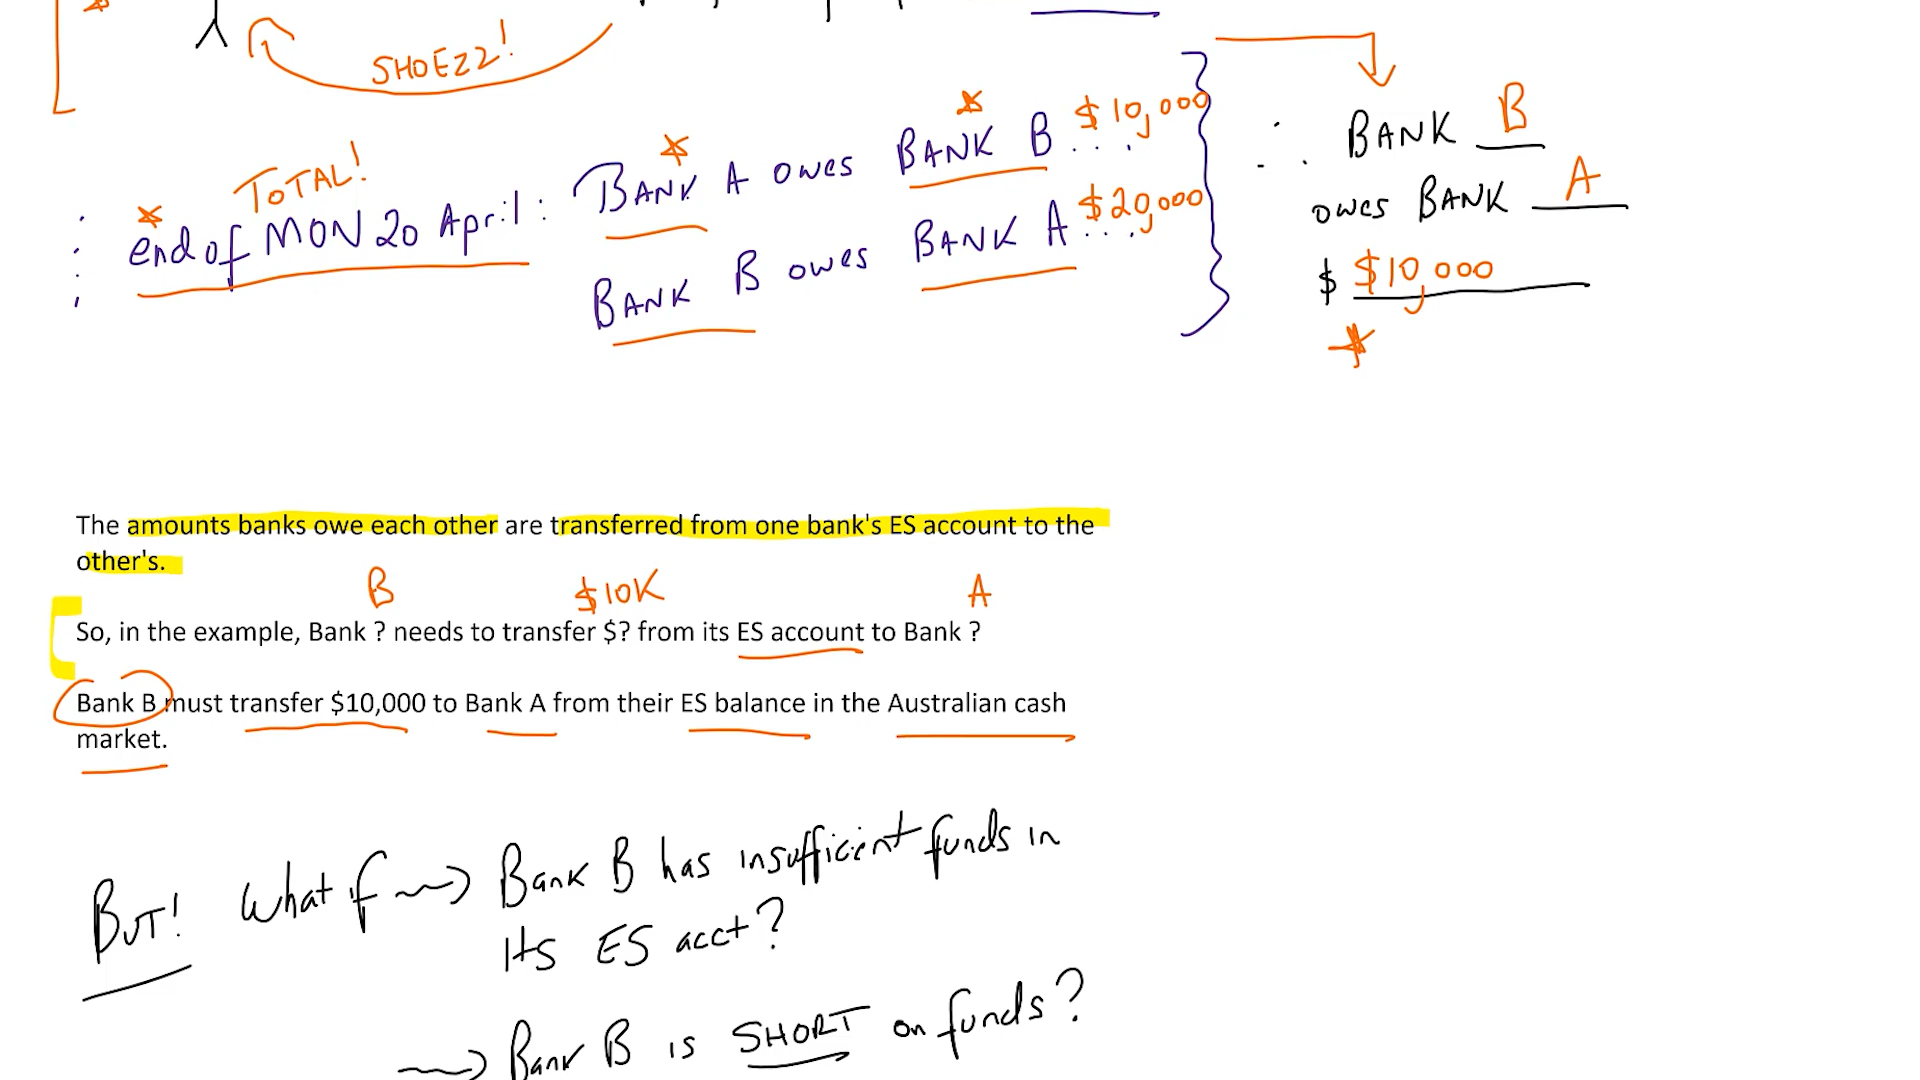 SHOEZZ!
TOTAL!
end of MON 20 April : BANK A owes BANK B $10,000
BANK B owes BANK A $20,000
∴ BANK B
owes BANK A
$ $10,000
The amounts banks owe each other are transferred from one bank's ES account to the
other's.
B $10K A
So, in the example, Bank ? needs to transfer $? from its ES account to Bank ?
Bank B must transfer $10,000 to Bank A from their ES balance in the Australian cash
market.
BUT! What if Bank B has insufficient funds in
its ES acct?
Bank B is SHORT on funds?